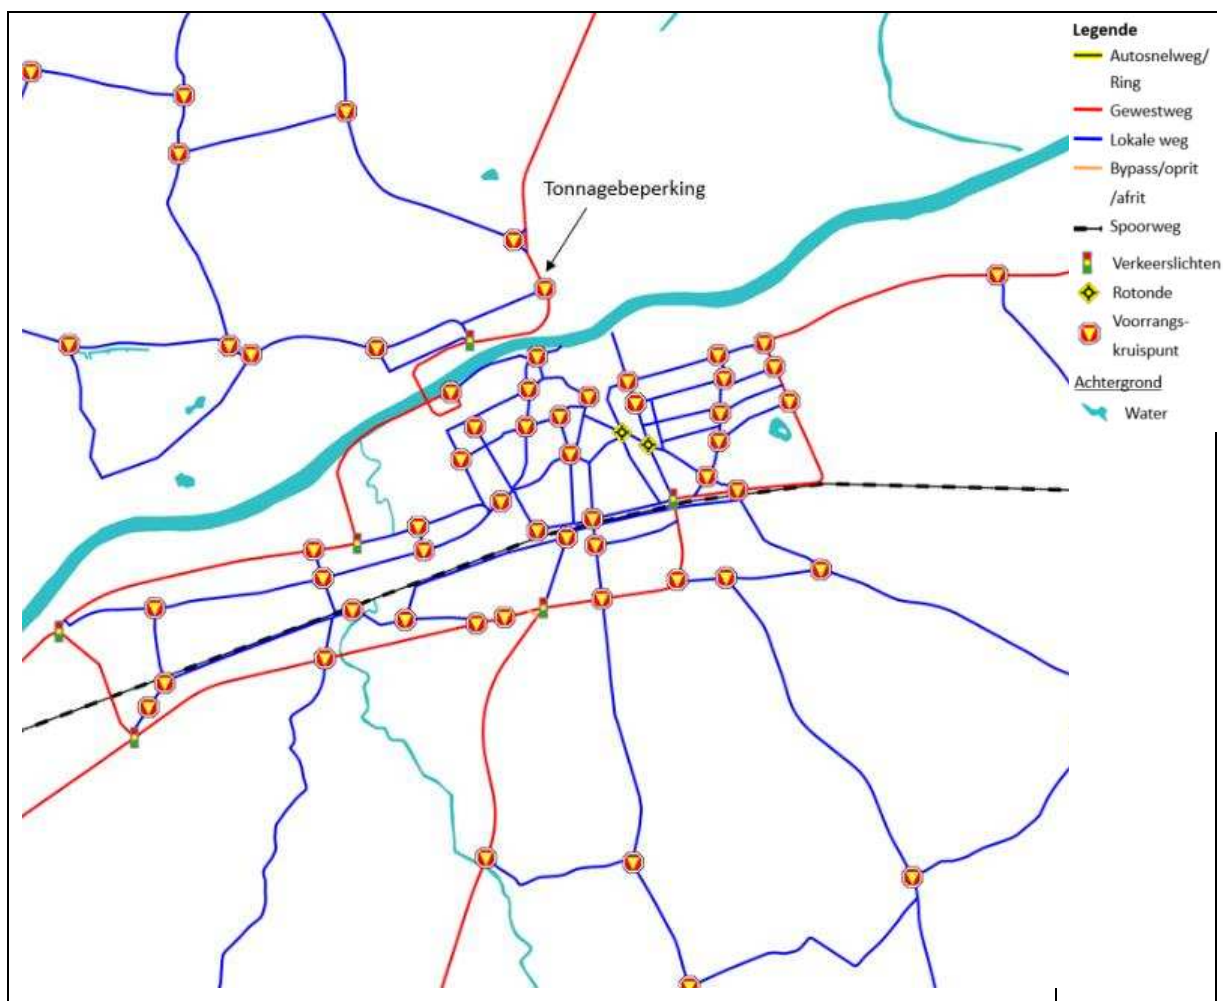 Legende
Autosnelweg/
Ring
Gewestweg
Lokale weg
Bypass/oprit
/afrit
Spoorweg
Verkeerslichten
Rotonde
Voorrangs-
kruispunt
Achtergrond
Water
Tonnagebeperking